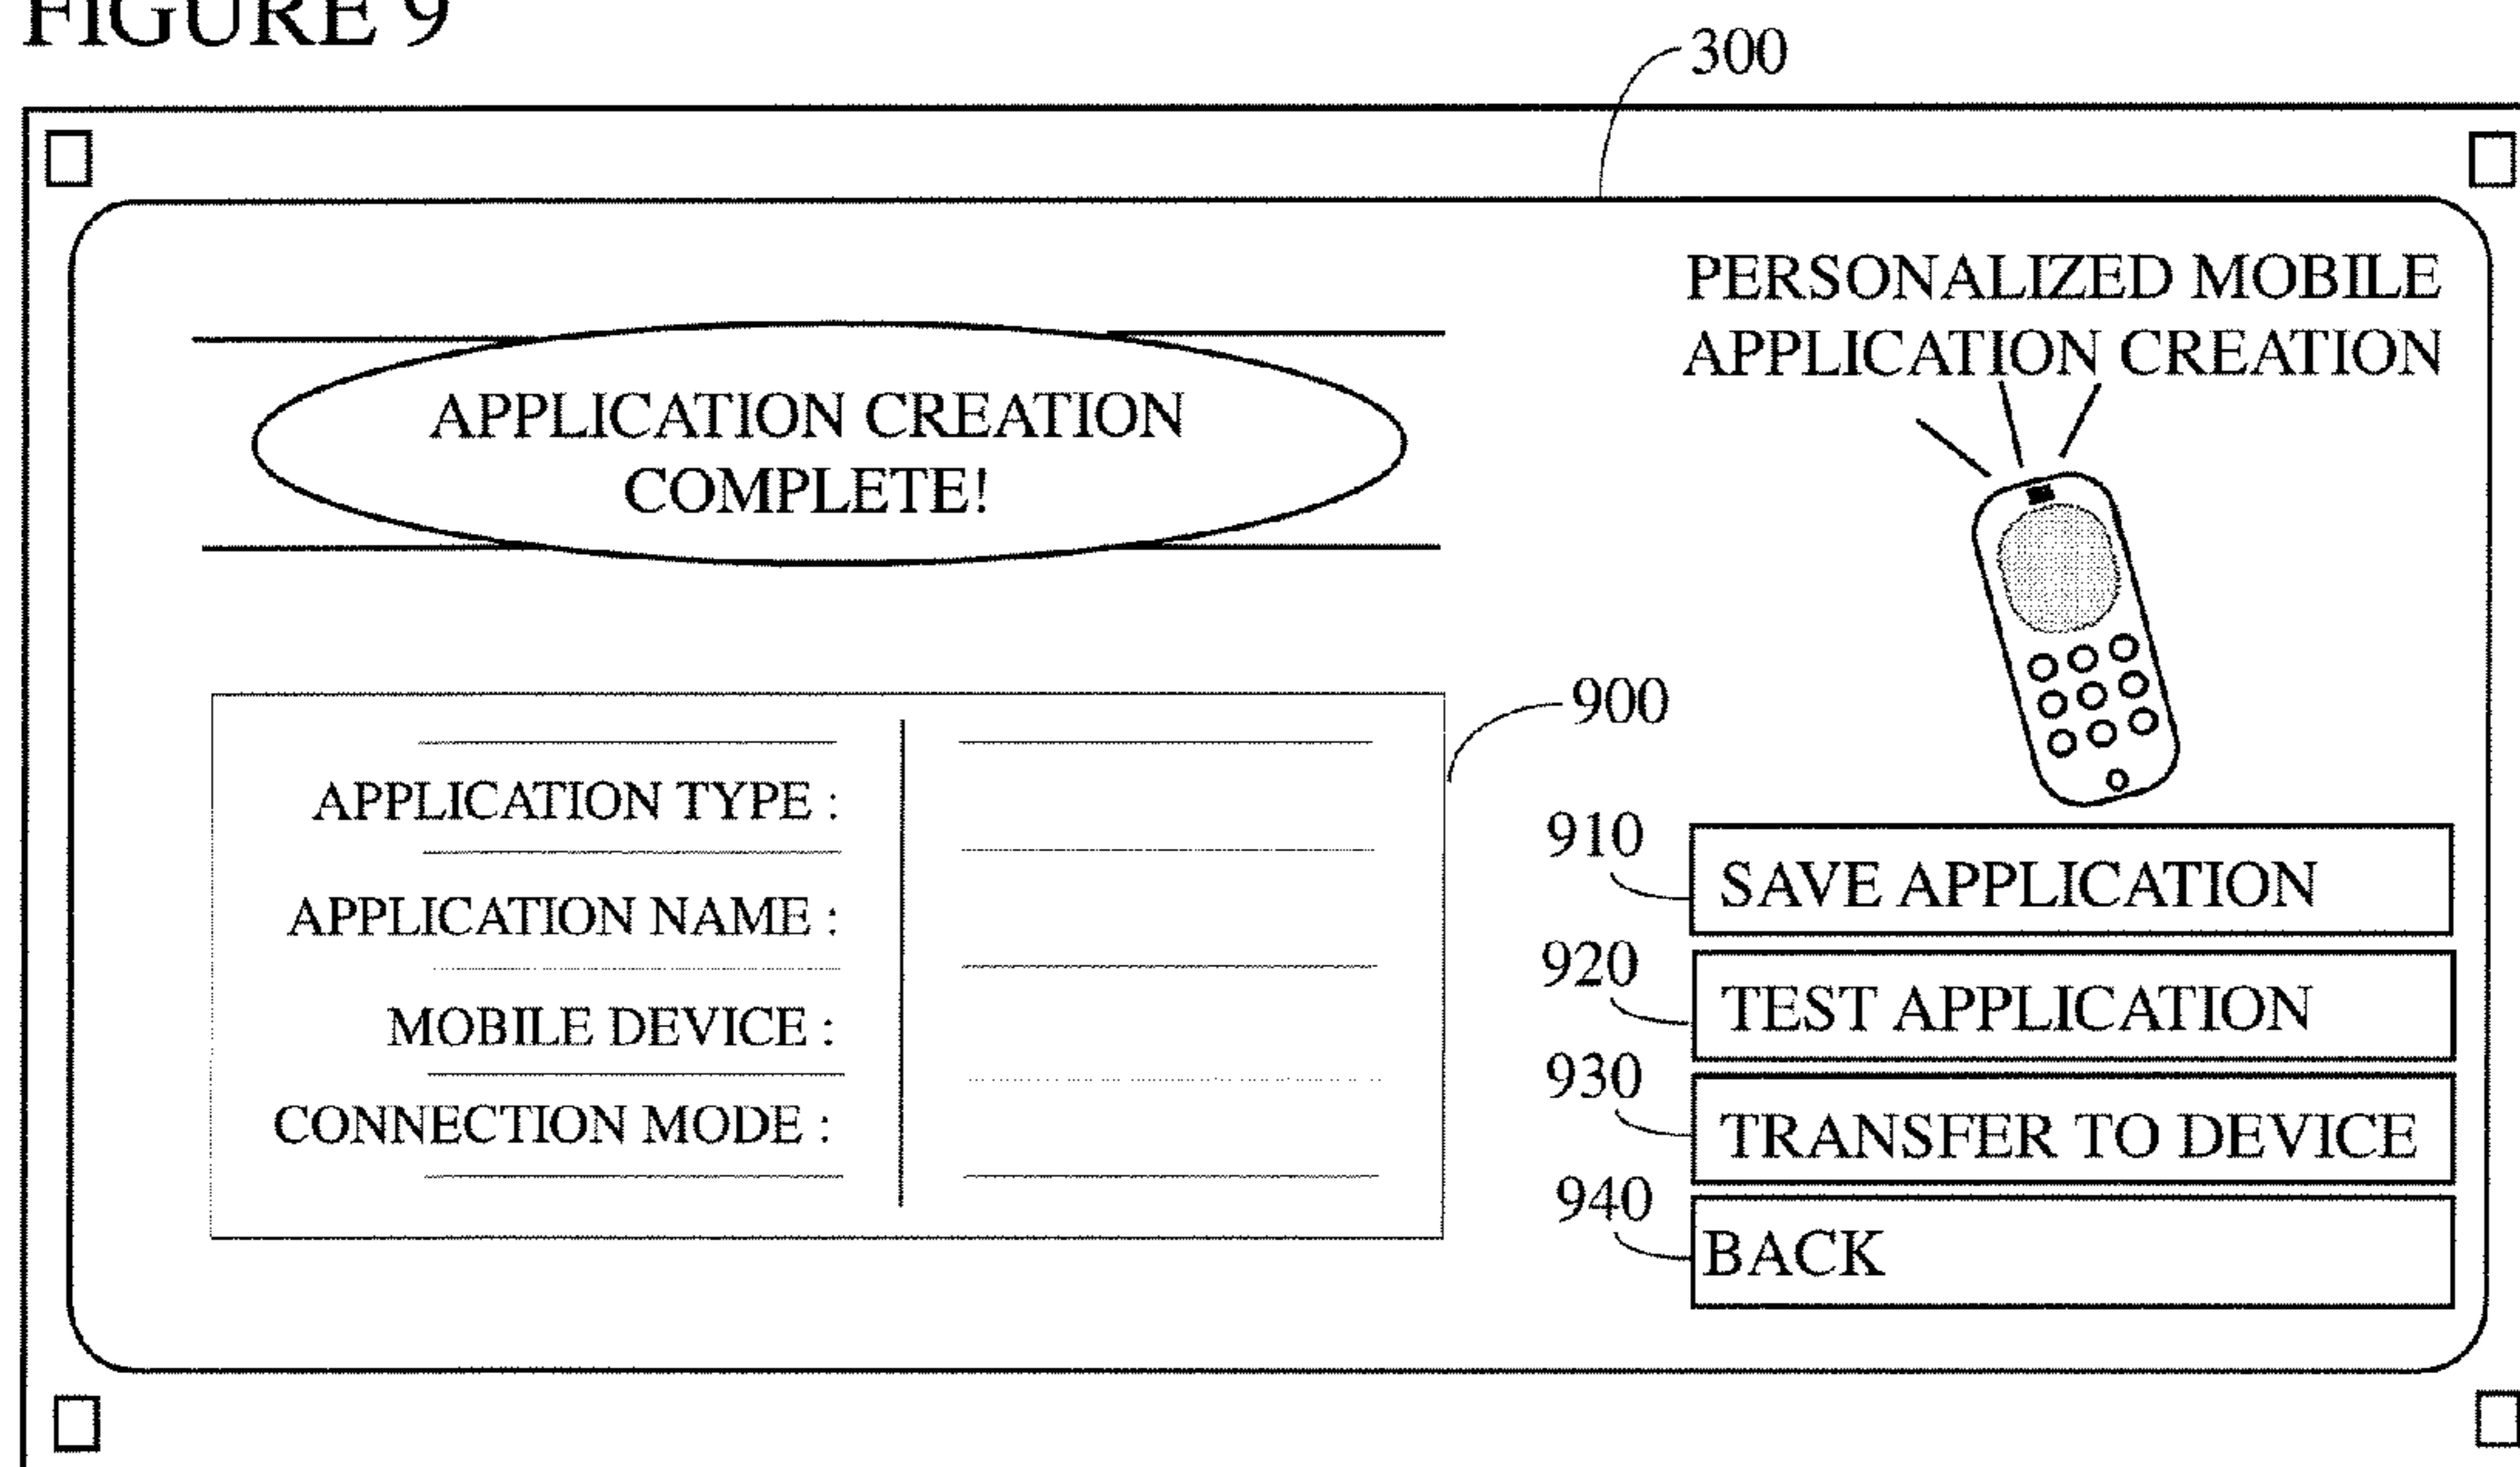 FIGURE 9
300
PERSONALIZED MOBILE
APPLICATION CREATION
APPLICATION CREATION
COMPLETE!
900
APPLICATION TYPE :
APPLICATION NAME :
MOBILE DEVICE :
CONNECTION MODE :
910
SAVE APPLICATION
920
TEST APPLICATION
930
TRANSFER TO DEVICE
940
BACK